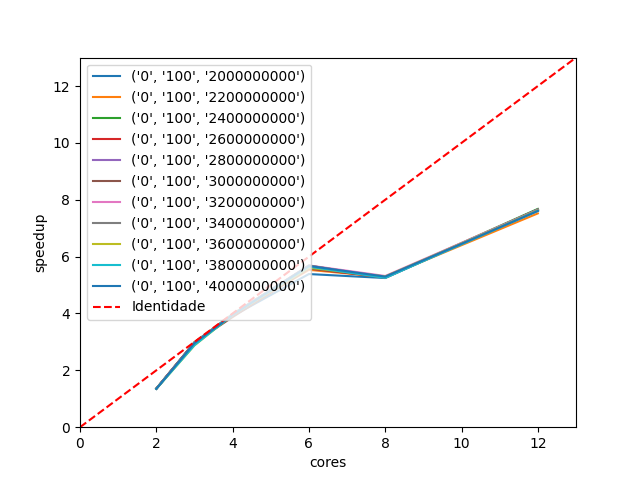 12
10
8
6
4
2
0
speedup
('0', '100', '2000000000')
('0', '100', '2200000000')
('0', '100', '2400000000')
('0', '100', '2600000000')
('0', '100', '2800000000')
('0', '100', '3000000000')
('0', '100', '3200000000')
('0', '100', '3400000000')
('0', '100', '3600000000')
('0', '100', '3800000000')
('0', '100', '4000000000')
Identidade
0 2 4 6 8 10 12
cores